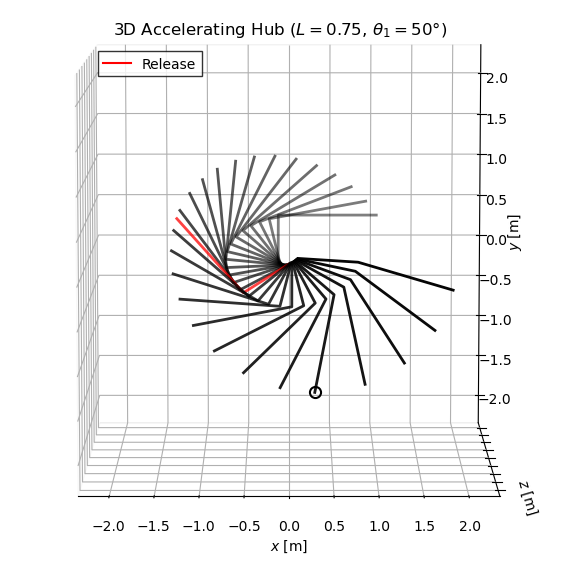 3D Accelerating Hub (L = 0.75, θ₁ = 50°)
Release
2.0
1.5
1.0
0.5
0.0
−0.5
−1.0
−1.5
−2.0
y [m]
z [m]
−2.0 −1.5 −1.0 −0.5 0.0 0.5 1.0 1.5 2.0
x [m]